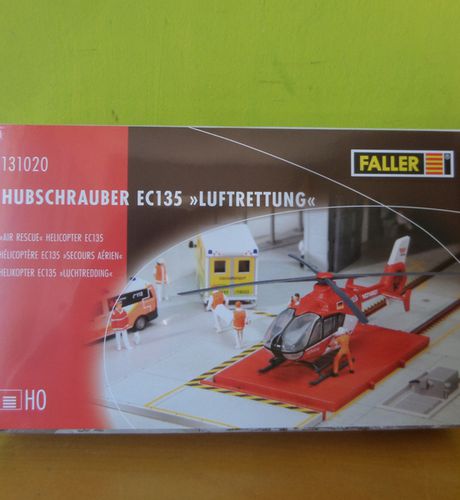 131020
FALLER
HUBSCHRAUBER EC135 »LUFTRETTUNG«
»AIR RESCUE« HELICOPTER EC135
HÉLICOPTÈRE EC135 »SECOURS AÉRIEN«
HELIKOPTER EC135 »LUCHTREDDING«
H0